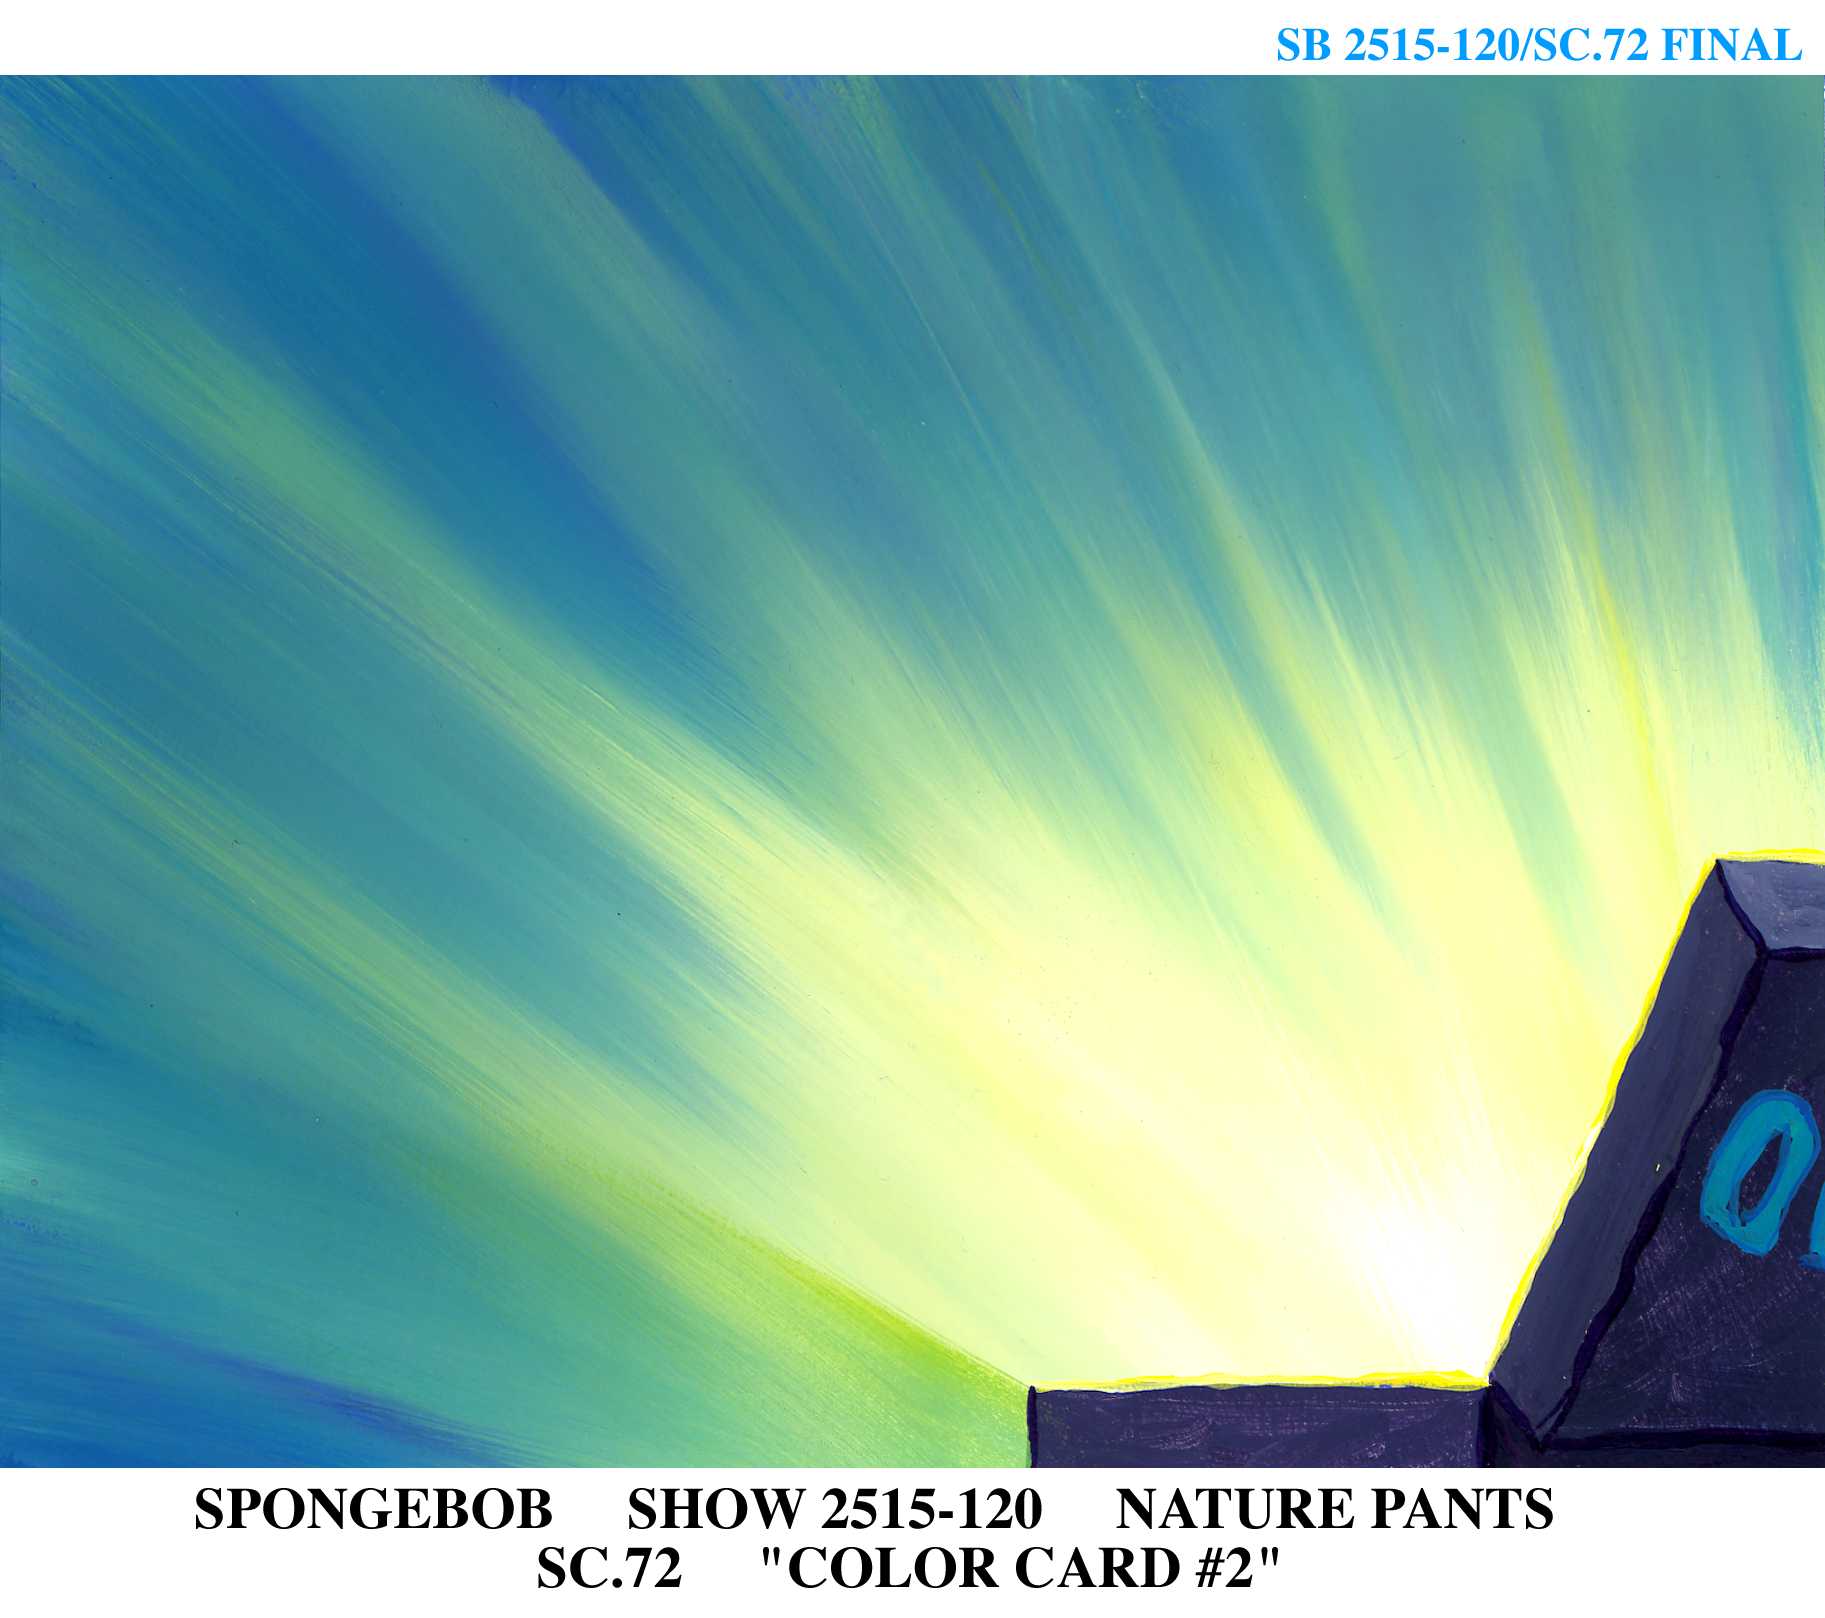 SB 2515-120/SC.72 FINAL
O
SPONGEBOB SHOW 2515-120 NATURE PANTS
SC.72 "COLOR CARD #2"